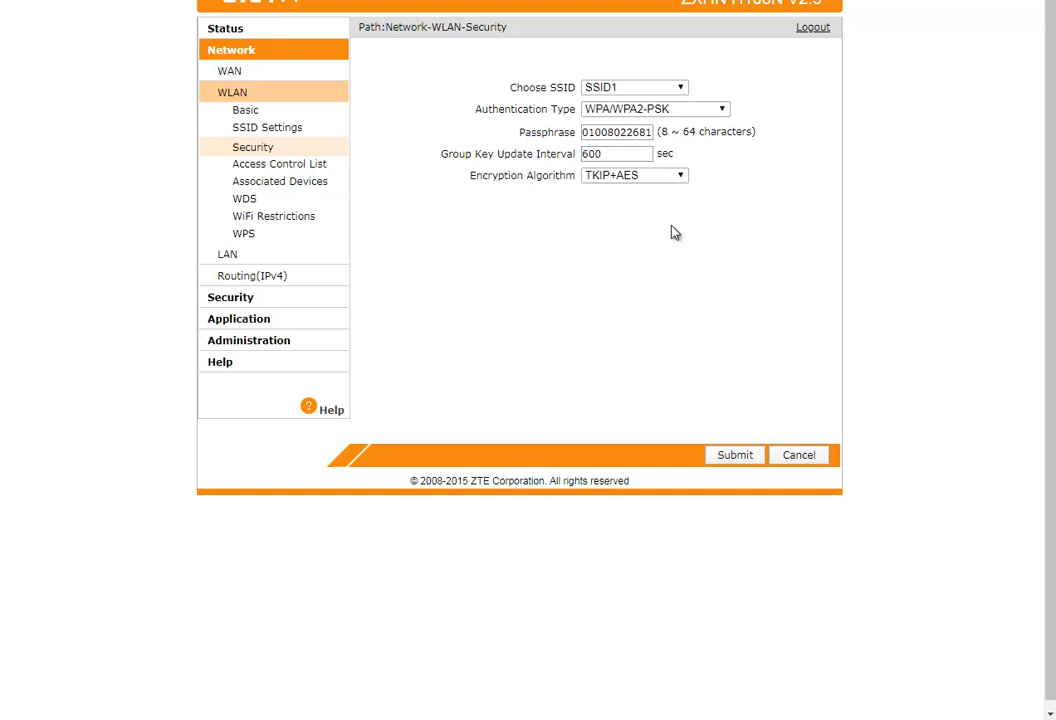 Status
Path:Network-WLAN-Security
Logout
Network
WAN
WLAN
Basic
SSID Settings
Security
Access Control List
Associated Devices
WDS
WiFi Restrictions
WPS
LAN
Routing(IPv4)
Security
Application
Administration
Help
Help
Choose SSID SSID1
Authentication Type WPA/WPA2-PSK
Passphrase 01008022681 (8 ~ 64 characters)
Group Key Update Interval 600 sec
Encryption Algorithm TKIP+AES
Submit Cancel
© 2008-2015 ZTE Corporation. All rights reserved